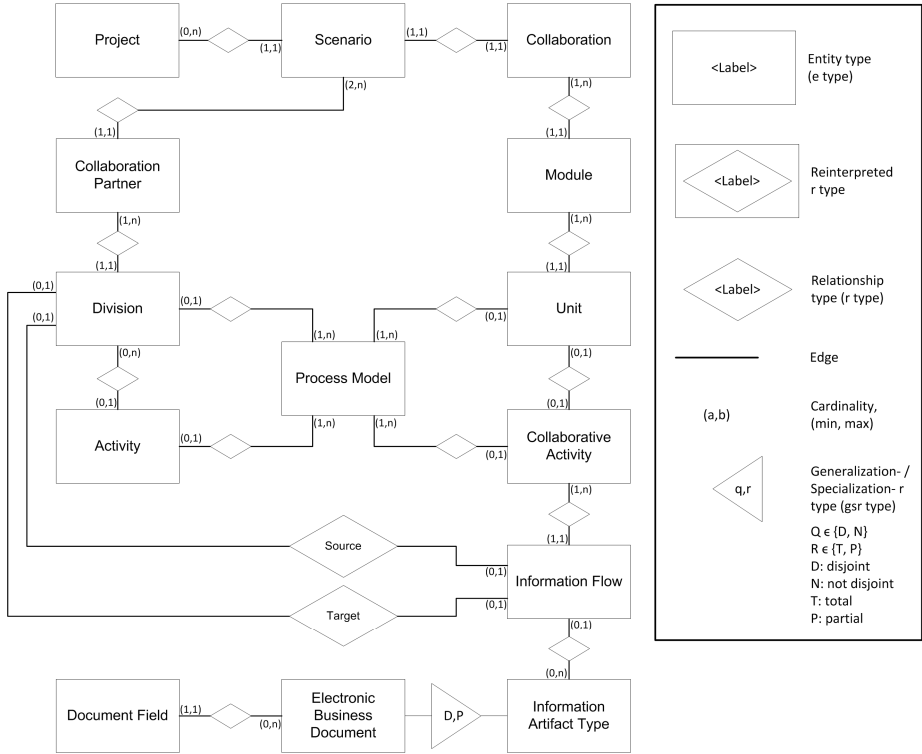 Project
(0,n)
(1,1)
Scenario
(1,1)
(1,1)
Collaboration
(2,n)
(1,n)
(1,1)
(1,1)
Collaboration
Partner
Module
(1,n)
(1,n)
(1,1)
(1,1)
(0,1)
(0,1)
Division
(0,1)
(1,n)
(1,n)
(0,1)
Unit
(0,n)
(0,1)
Process Model
(0,1)
(0,1)
Activity
(0,1)
(1,n)
(1,n)
(0,1)
Collaborative
Activity
(1,n)
(1,1)
Source
(0,1)
Information Flow
Target
(0,1)
(0,1)
(0,n)
Document Field
(1,1)
(0,n)
Electronic
Business
Document
D,P
Information
Artifact Type
<Label>
Entity type
(e type)
<Label>
Reinterpreted
r type
<Label>
Relationship
type (r type)
Edge
(a,b)
Cardinality,
(min, max)
q,r
Generalization- /
Specialization- r
type (gsr type)
Q ϵ {D, N}
R ϵ {T, P}
D: disjoint
N: not disjoint
T: total
P: partial